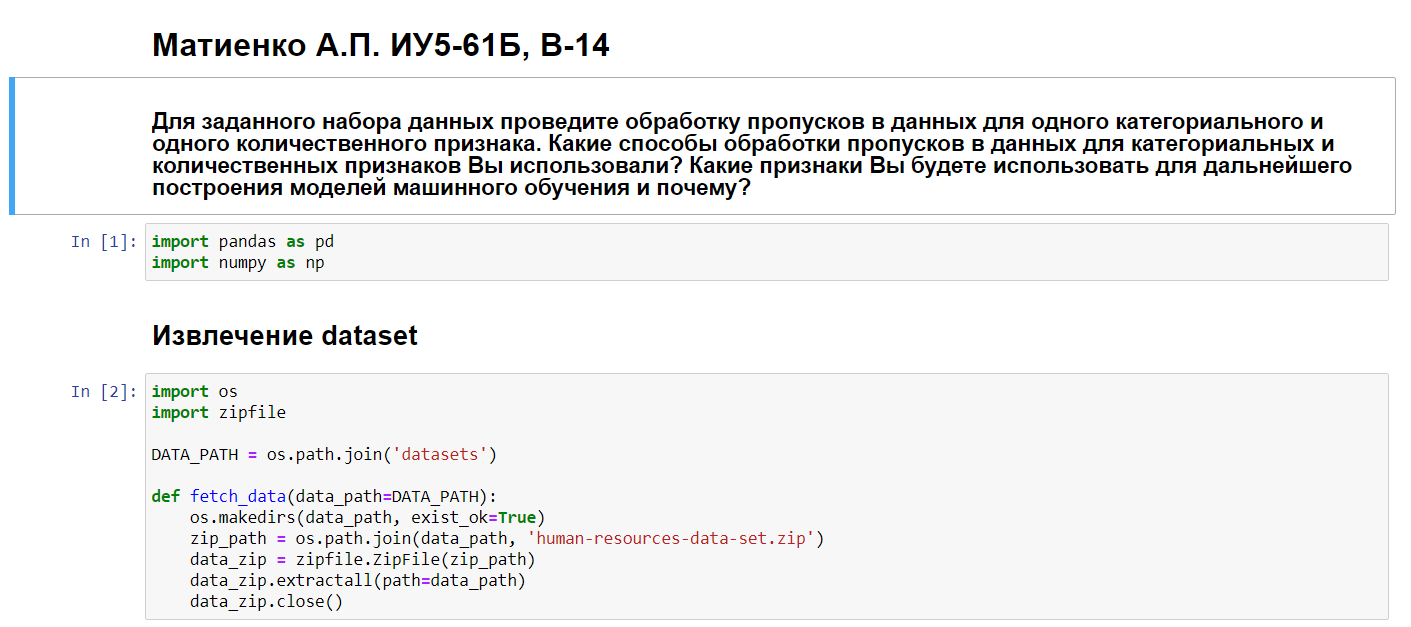 Матиенко А.П. ИУ5-61Б, В-14
Для заданного набора данных проведите обработку пропусков в данных для одного категориального и
одного количественного признака. Какие способы обработки пропусков в данных для категориальных и
количественных признаков Вы использовали? Какие признаки Вы будете использовать для дальнейшего
построения моделей машинного обучения и почему?
In [1]: import pandas as pd
import numpy as np
Извлечение dataset
In [2]: import os
import zipfile

DATA_PATH = os.path.join('datasets')

def fetch_data(data_path=DATA_PATH):
    os.makedirs(data_path, exist_ok=True)
    zip_path = os.path.join(data_path, 'human-resources-data-set.zip')
    data_zip = zipfile.ZipFile(zip_path)
    data_zip.extractall(path=data_path)
    data_zip.close()